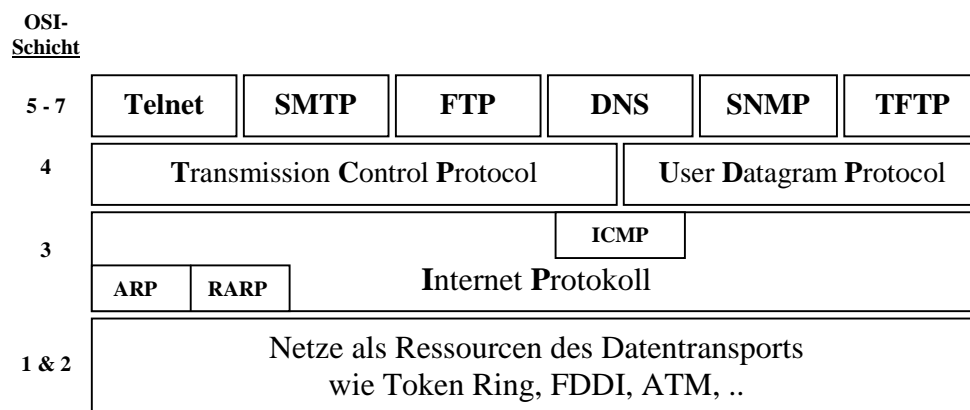 OSI-
Schicht
5 - 7
Telnet
SMTP
FTP
DNS
SNMP
TFTP
4
Transmission Control Protocol
User Datagram Protocol
3
ICMP
Internet Protokoll
ARP
RARP
1 & 2
Netze als Ressourcen des Datentransports
wie Token Ring, FDDI, ATM, ..